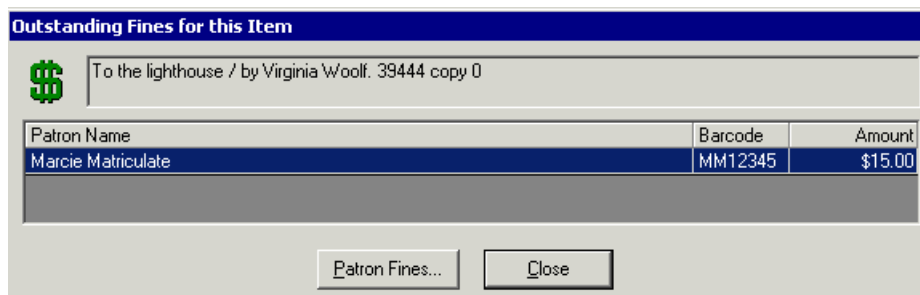 Outstanding Fines for this Item
To the lighthouse / by Virginia Woolf. 39444 copy 0
Patron Name Barcode Amount
Marcie Matriculate MM12345 $15.00
Patron Fines... Close